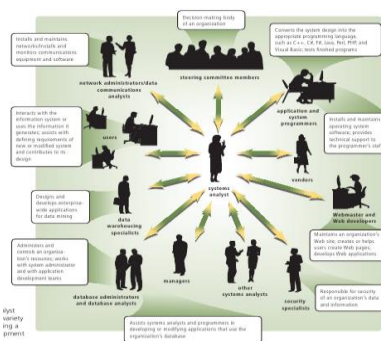 Decision-making body
of an organization
Installs and maintains
networks/installs and
monitors communications
equipment and software
Converts the system design into the
appropriate programming language,
such as C++, C#, F#, Java, Perl, PHP, and
Visual Basic; tests finished programs
network administrators/data
communications
analysts
steering committee members
application and
system
programmers
Interacts with the
information system or
uses the information it
generates; assists with
defining requirements of
new or modified system
and contributes to its
design
users
Installs and maintains
operating system
software; provides
technical support to
the programmer's staff
vendors
systems
analyst
Designs and
develops enterprise-
wide applications
for data mining
data
warehousing
specialists
Webmaster and
Web developers
Maintains an organization's
Web site; creates or helps
users create Web pages,
develops Web applications
Administers and
controls an organiza-
tion's resources; works
with system administrator
and with application
development teams
database administrators
and database analysts
managers
other
systems analysts
security
specialists
Responsible for security
of an organization's data
and information
Assists systems analysts and programmers in
developing or modifying applications that use the
organization's database
alyst
variety
ing a
pment